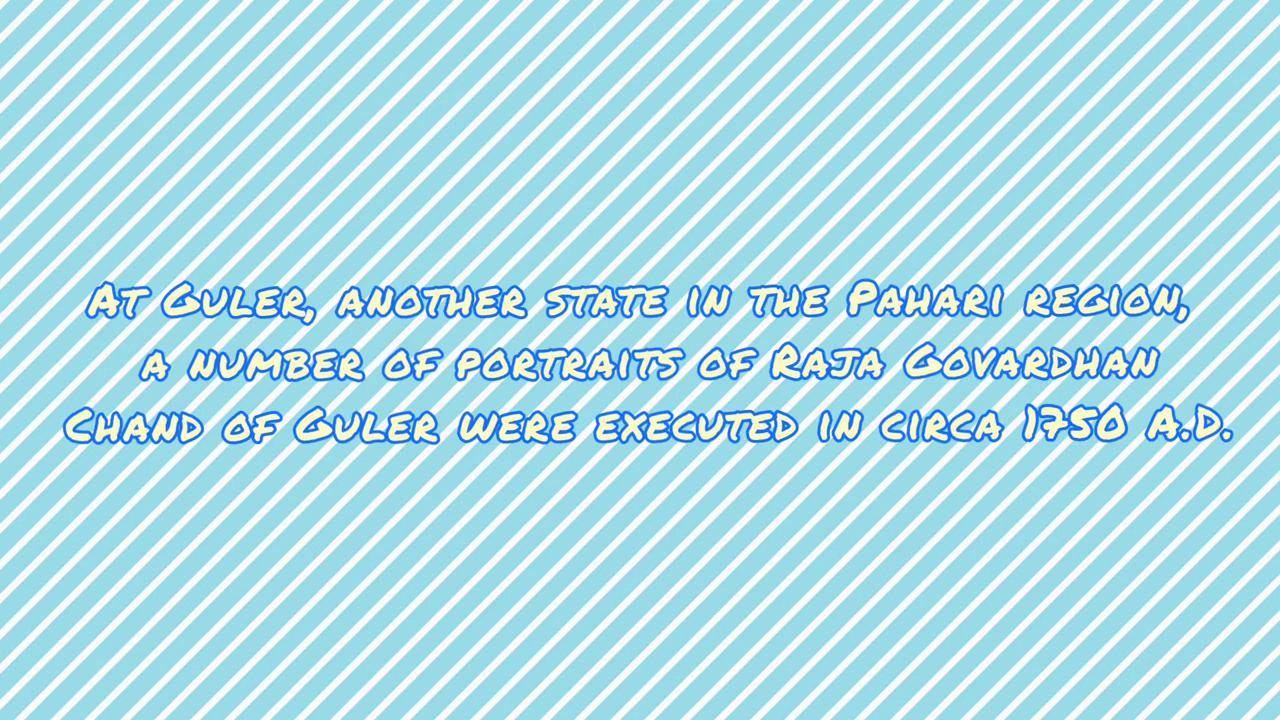 At Guler, another state in the Pahari region,
a number of portraits of Raja Govardhan
Chand of Guler were executed in circa 1750 A.D.